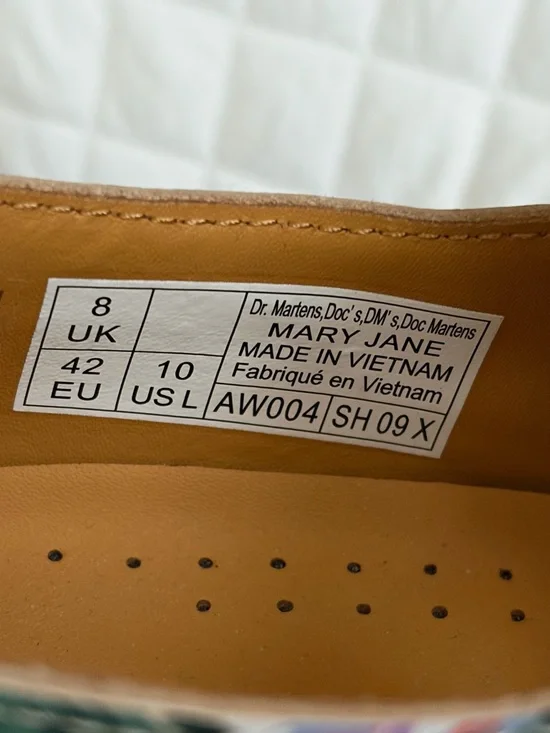 8
UK
42
EU
10
US L
Dr. Martens,Doc's,DM's,Doc Martens
MARY JANE
MADE IN VIETNAM
Fabriqué en Vietnam
AW004
SH 09 X